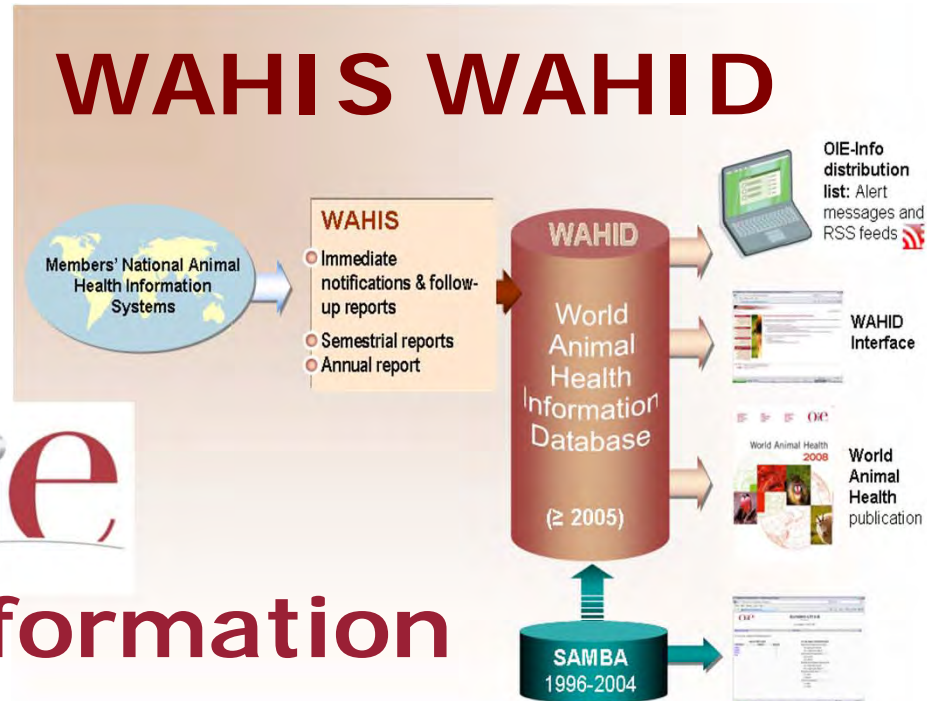 WAHIS WAHID
Members' National Animal
Health Information
Systems
WAHIS
Immediate
notifications & follow-
up reports
Semestrial reports
Annual report
WAHID
World
Animal
Health
Information
Database
(≥ 2005)
OIE-Info
distribution
list: Alert
messages and
RSS feeds
WAHID
Interface
Oie
World Animal Health
2008
World
Animal
Health
publication
e
formation
SAMBA
1996-2004
Oie